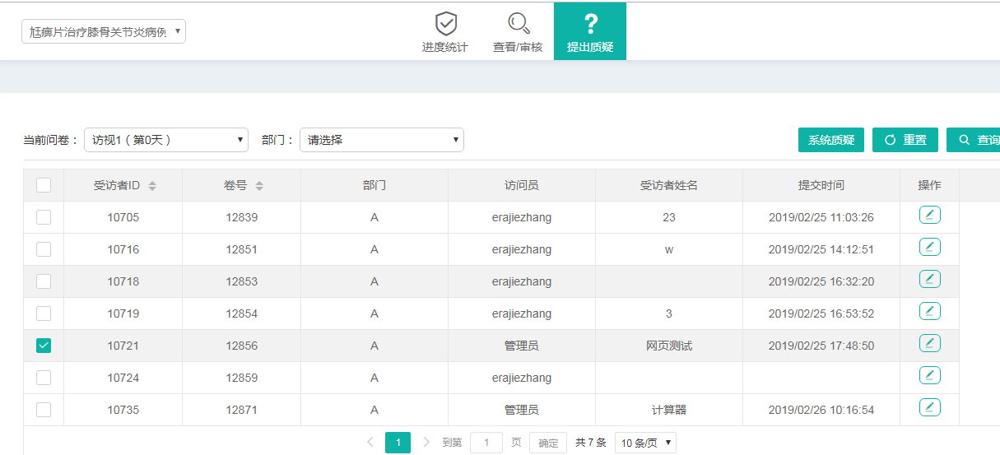 尪痹片治疗膝骨关节炎病例
进度统计 查看/审核 提出质疑
当前问卷： 访视1（第0天） 部门： 请选择 系统质疑 重置 查询
受访者ID 卷号 部门 访问员 受访者姓名 提交时间 操作
10705 12839 A erajiezhang 23 2019/02/25 11:03:26
10716 12851 A erajiezhang w 2019/02/25 14:12:51
10718 12853 A erajiezhang 2019/02/25 16:32:20
10719 12854 A erajiezhang 3 2019/02/25 16:53:52
10721 12856 A 管理员 网页测试 2019/02/25 17:48:50
10724 12859 A erajiezhang
10735 12871 A 管理员 计算器 2019/02/26 10:16:54
1 到第 1 页 确定 共 7 条 10 条/页